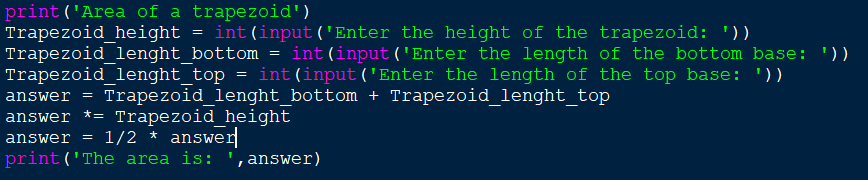 print('Area of a trapezoid')
Trapezoid_height = int(input('Enter the height of the trapezoid: '))
Trapezoid_lenght_bottom = int(input('Enter the length of the bottom base: '))
Trapezoid_lenght_top = int(input('Enter the length of the top base: '))
answer = Trapezoid_lenght_bottom + Trapezoid_lenght_top
answer *= Trapezoid_height
answer = 1/2 * answer
print('The area is: ',answer)